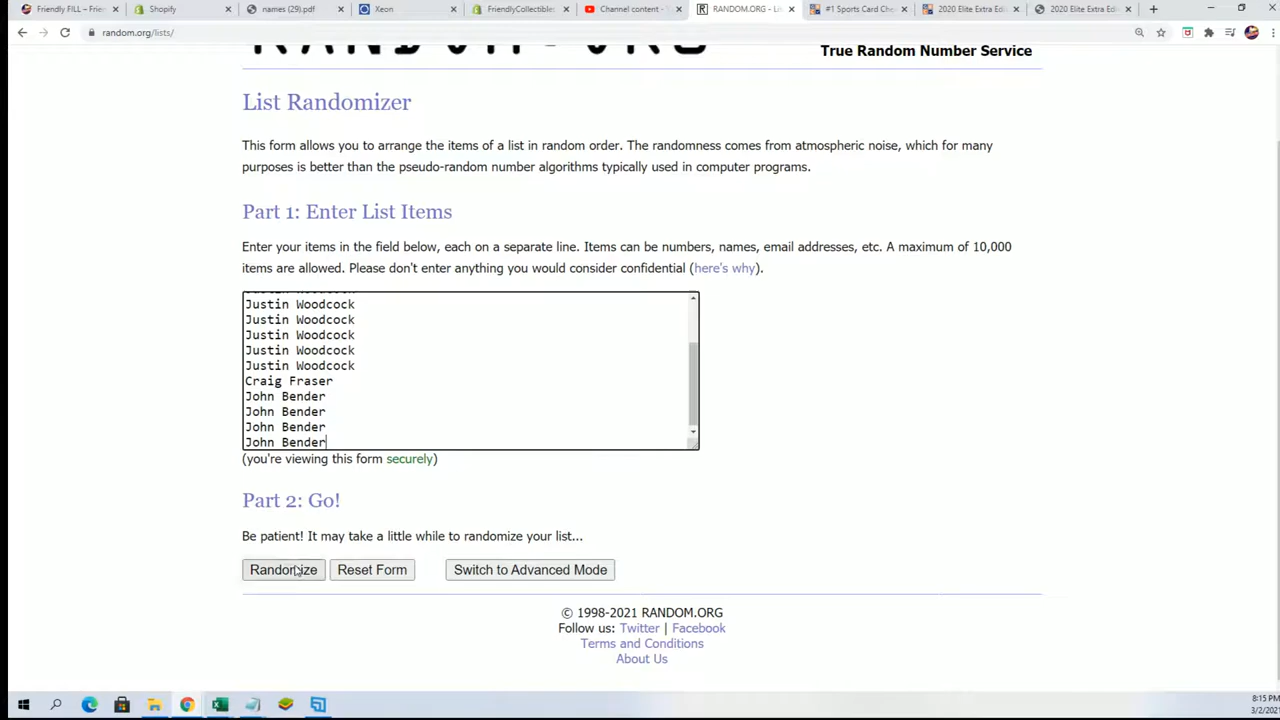 Friendly FILL – Frie
Shopify
names (29).pdf
Xeon
FriendlyCollectibles
Channel content -
RANDOM.ORG – Li
#1 Sports Card Che
2020 Elite Extra Edi
2020 Elite Extra Edi
random.org/lists/
RANDOM.ORG
True Random Number Service
List Randomizer
This form allows you to arrange the items of a list in random order. The randomness comes from atmospheric noise, which for many
purposes is better than the pseudo-random number algorithms typically used in computer programs.
Part 1: Enter List Items
Enter your items in the field below, each on a separate line. Items can be numbers, names, email addresses, etc. A maximum of 10,000
items are allowed. Please don't enter anything you would consider confidential (here's why).
Justin Woodcock
Justin Woodcock
Justin Woodcock
Justin Woodcock
Justin Woodcock
Justin Woodcock
Craig Fraser
John Bender
John Bender
John Bender
John Bender
(you're viewing this form securely)
Part 2: Go!
Be patient! It may take a little while to randomize your list...
Randomize Reset Form Switch to Advanced Mode
© 1998-2021 RANDOM.ORG
Follow us: Twitter | Facebook
Terms and Conditions
About Us
8:15 PM
3/2/2021